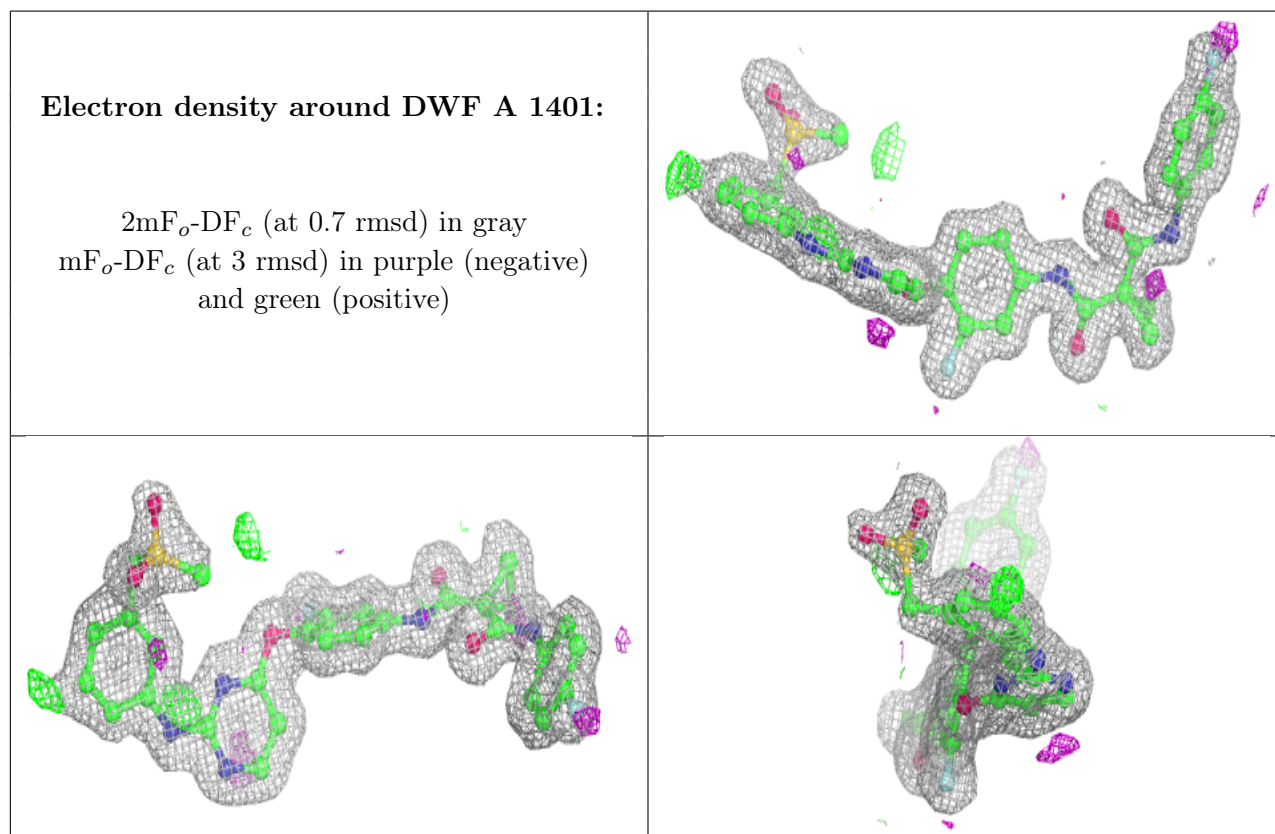 Electron density around DWF A 1401:
2mFₒ-DF𝒸 (at 0.7 rmsd) in gray
mFₒ-DF𝒸 (at 3 rmsd) in purple (negative)
and green (positive)